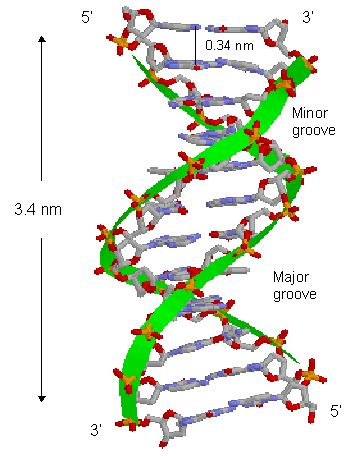 5' 3'
0.34 nm
Minor
groove
3.4 nm
Major
groove
3' 5'